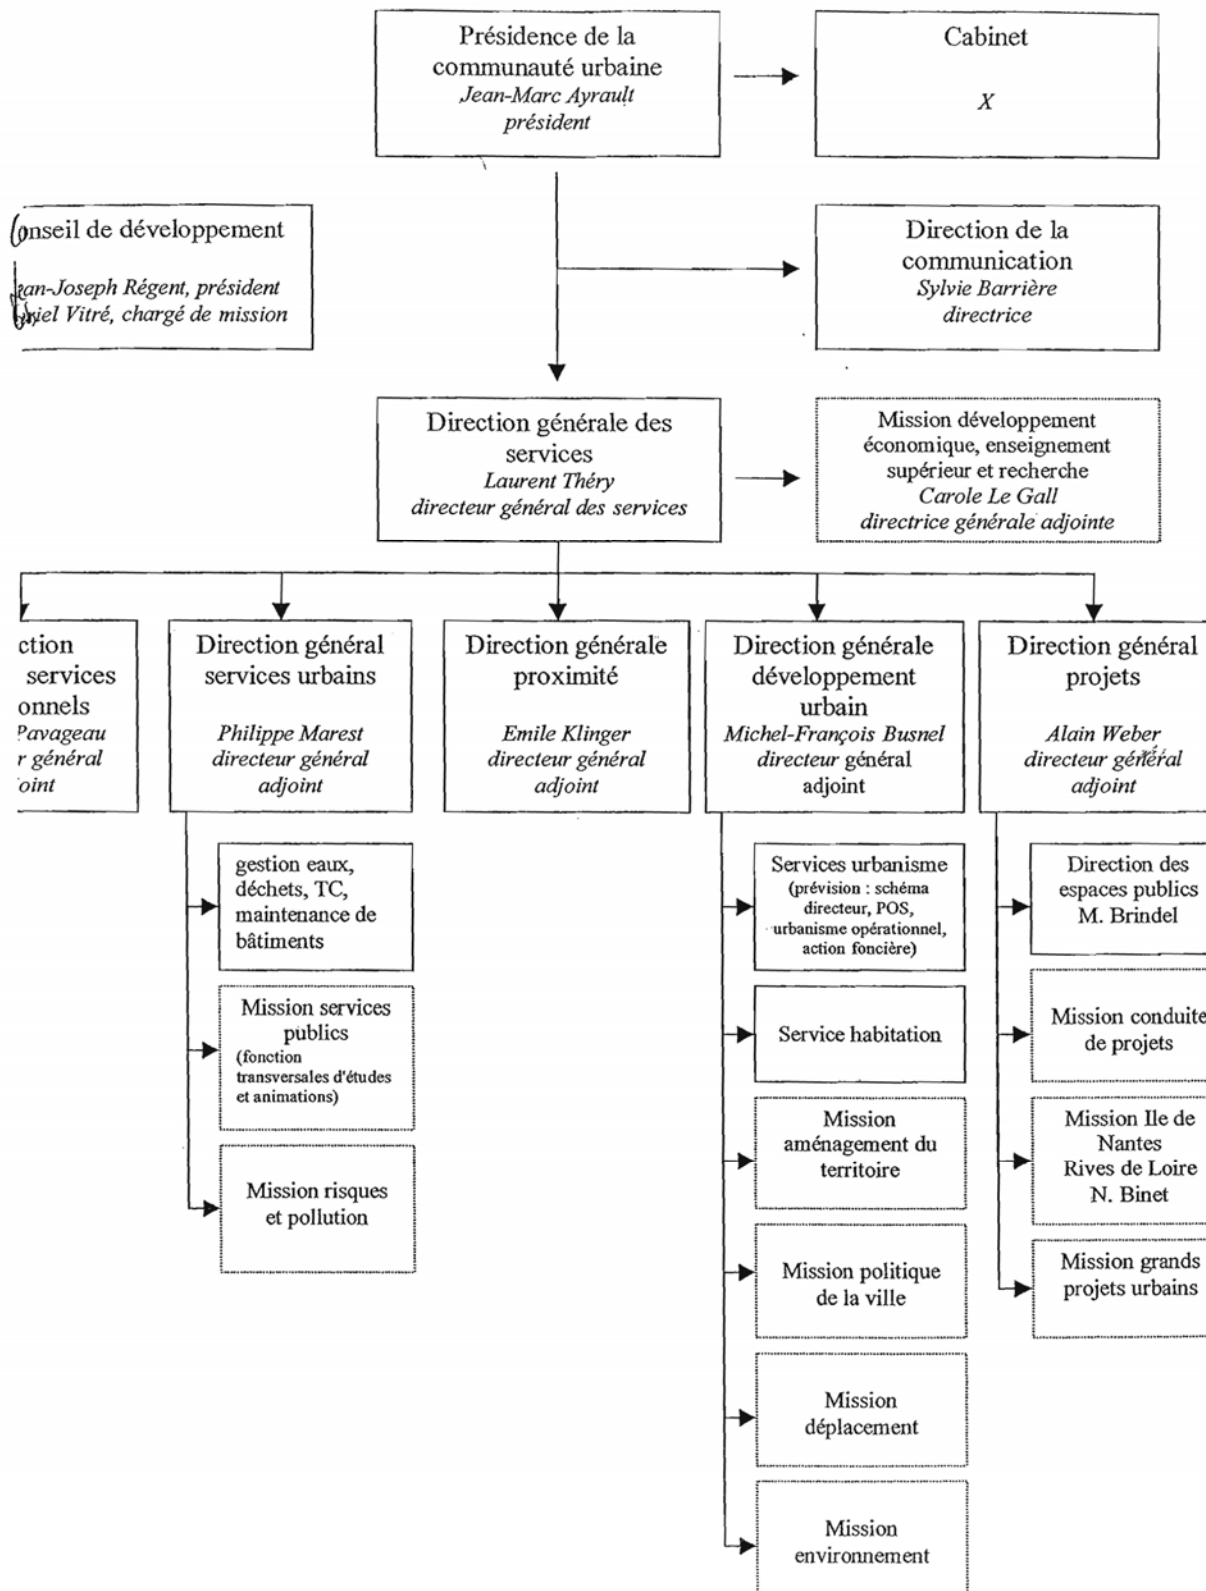 Présidence de la
communauté urbaine
Jean-Marc Ayrault
président
Cabinet
X
onseil de développement
an-Joseph Régent, président
iel Vitré, chargé de mission
Direction de la
communication
Sylvie Barrière
directrice
Direction générale des
services
Laurent Théry
directeur général des services
Mission développement
économique, enseignement
supérieur et recherche
Carole Le Gall
directrice générale adjointe
ction
services
onnels
Pavageau
r général
oint
Direction général
services urbains
Philippe Marest
directeur général
adjoint
Direction générale
proximité
Emile Klinger
directeur général
adjoint
Direction générale
développement
urbain
Michel-François Busnel
directeur général
adjoint
Direction général
projets
Alain Weber
directeur général
adjoint
gestion eaux,
déchets, TC,
maintenance de
bâtiments
Mission services
publics
(fonction
transversales d'études
et animations)
Mission risques
et pollution
Services urbanisme
(prévision : schéma
directeur, POS,
urbanisme opérationnel,
action foncière)
Service habitation
Mission
aménagement du
territoire
Mission politique
de la ville
Mission
déplacement
Mission
environnement
Direction des
espaces publics
M. Brindel
Mission conduite
de projets
Mission Ile de
Nantes
Rives de Loire
N. Binet
Mission grands
projets urbains